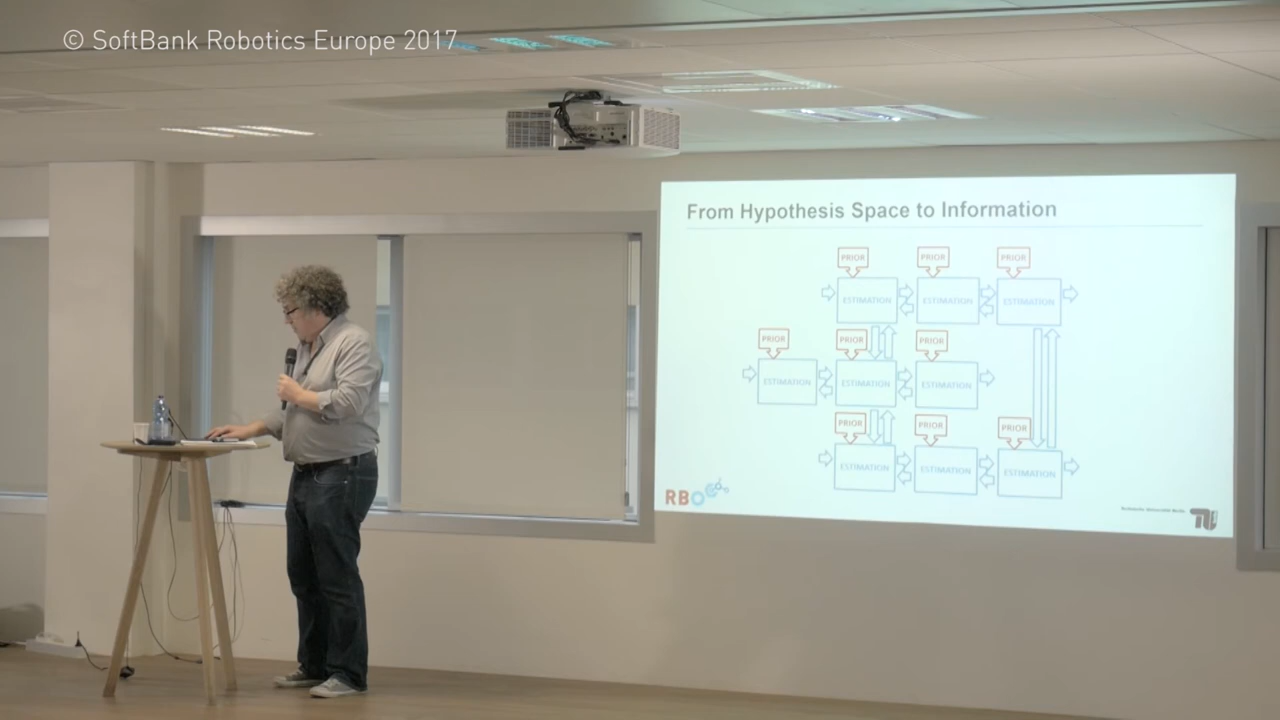 © SoftBank Robotics Europe 2017
From Hypothesis Space to Information
PRIOR PRIOR PRIOR
ESTIMATION ESTIMATION ESTIMATION
PRIOR PRIOR PRIOR
ESTIMATION ESTIMATION ESTIMATION
PRIOR PRIOR PRIOR
ESTIMATION ESTIMATION ESTIMATION
RBO